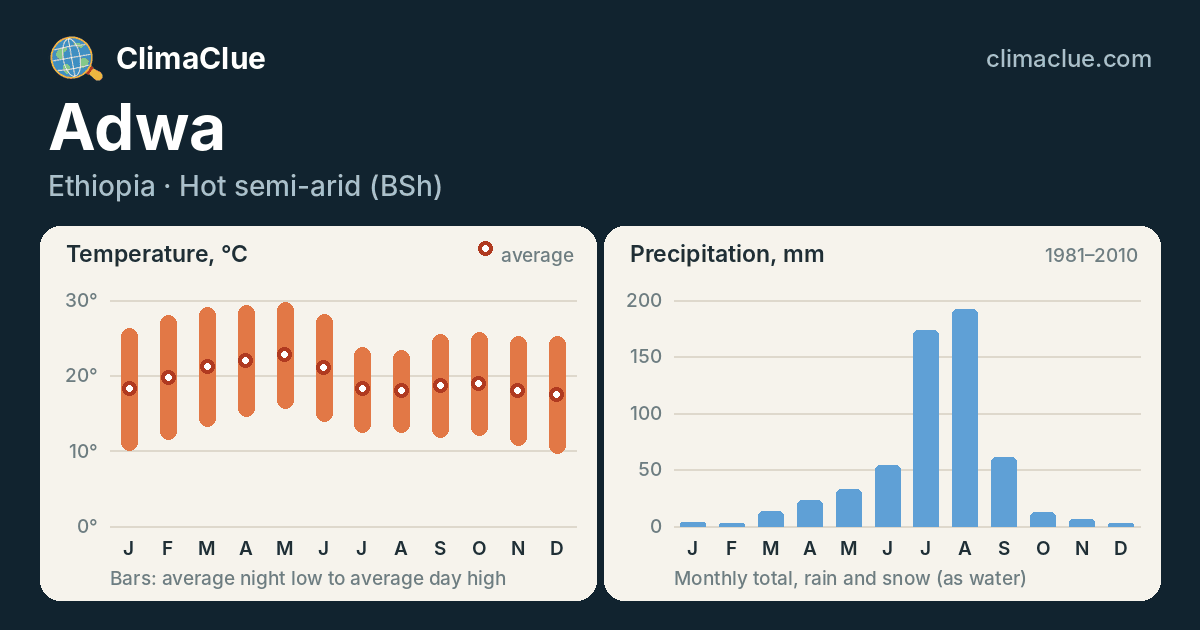 ClimaClue
climaclue.com
Adwa
Ethiopia · Hot semi-arid (BSh)
Temperature, °C
average
30°
20°
10°
0°
J F M A M J J A S O N D
Bars: average night low to average day high
Precipitation, mm
1981–2010
200
150
100
50
0
J F M A M J J A S O N D
Monthly total, rain and snow (as water)